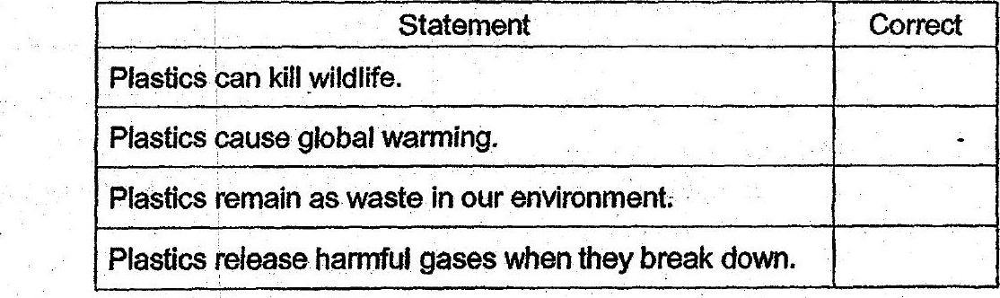 Statement Correct
Plastics can kill wildlife.
Plastics cause global warming.
Plastics remain as waste in our environment.
Plastics release harmful gases when they break down.